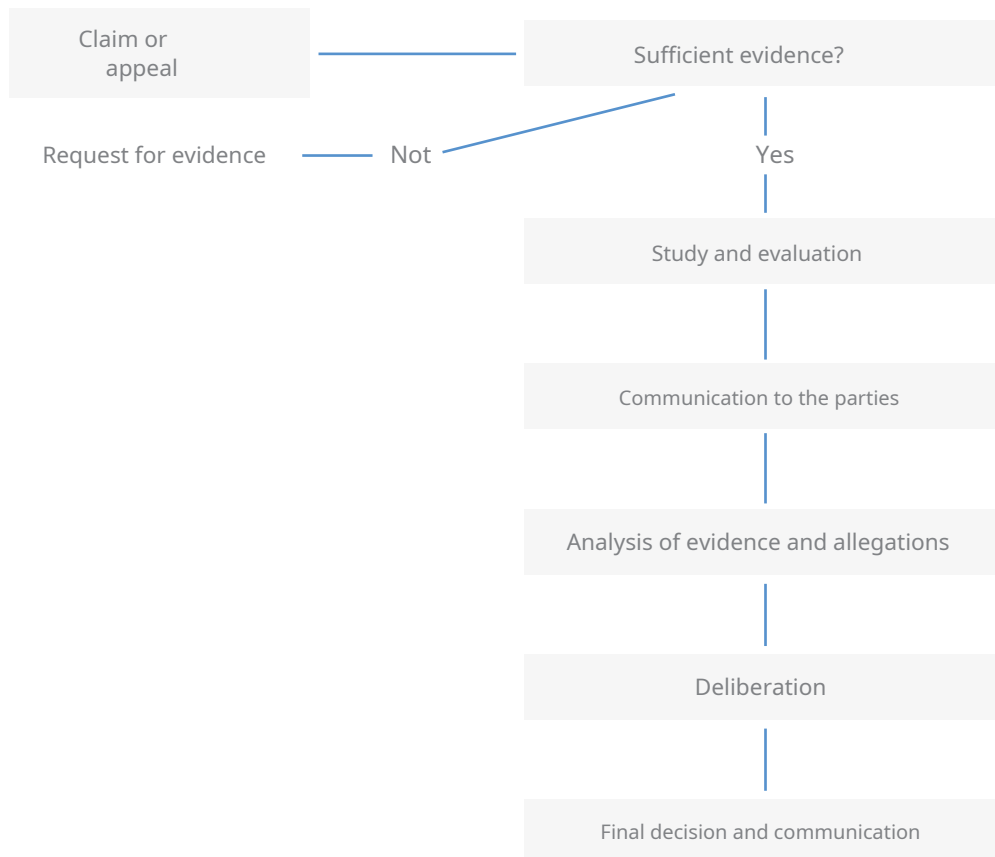 Claim or
appeal
Sufficient evidence?
Request for evidence
Not
Yes
Study and evaluation
Communication to the parties
Analysis of evidence and allegations
Deliberation
Final decision and communication